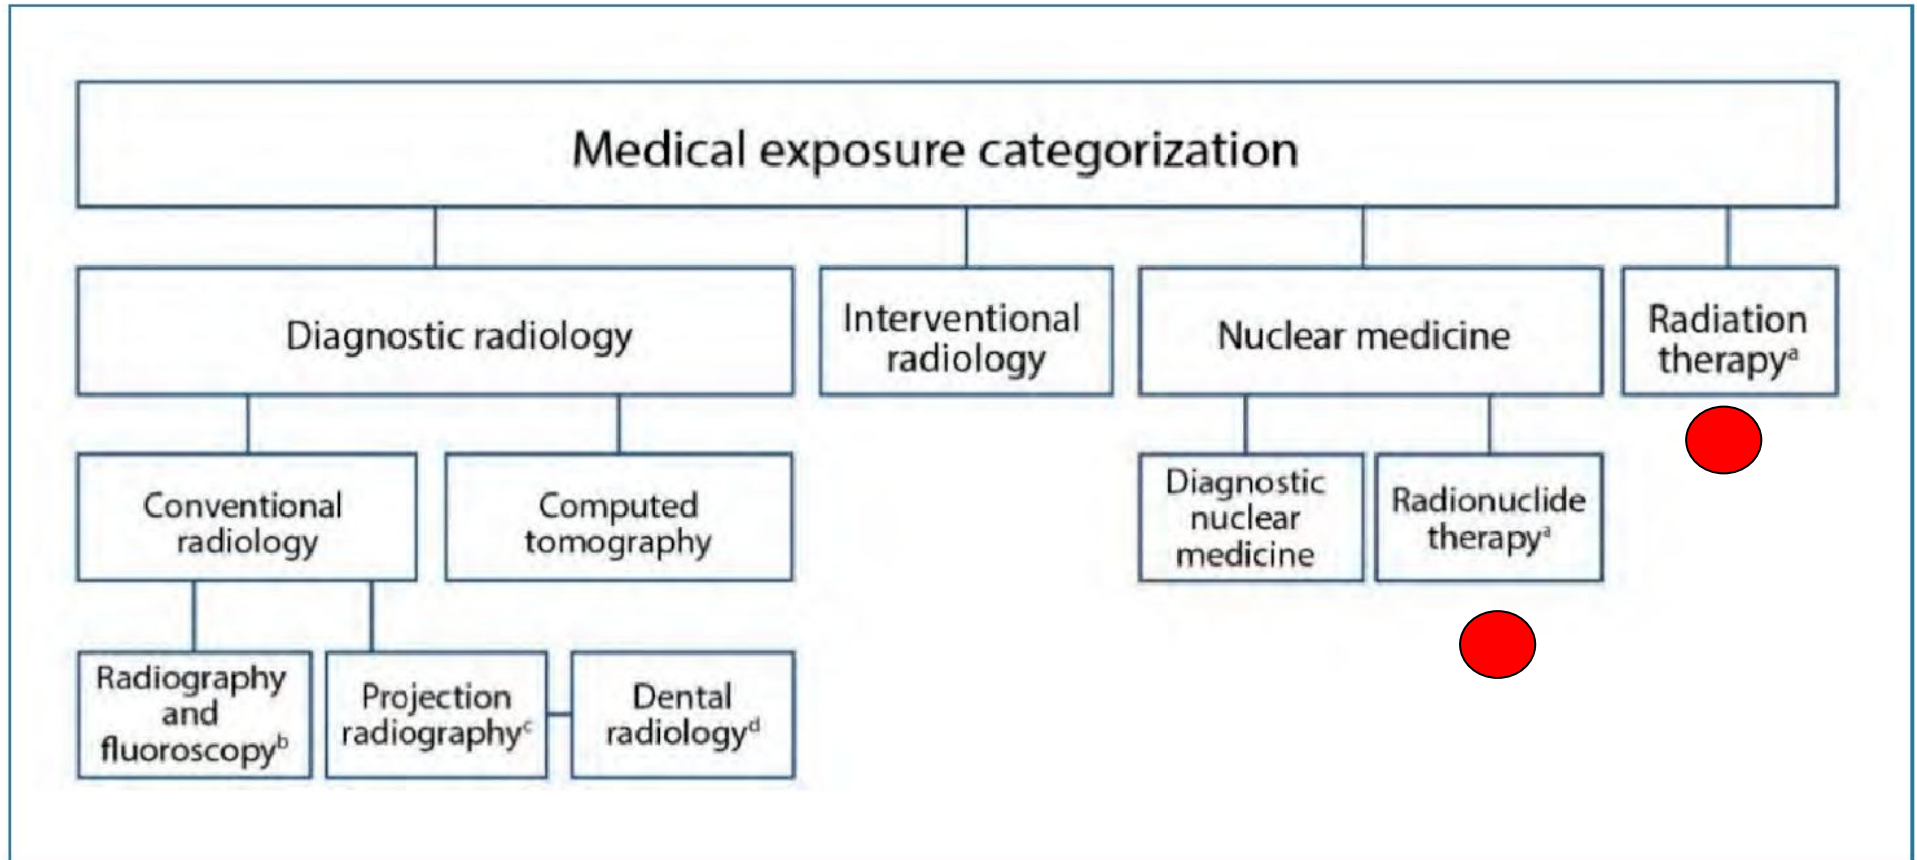 Medical exposure categorization
Diagnostic radiology
Interventional
radiology
Nuclear medicine
Radiation
therapyᵃ
Conventional
radiology
Computed
tomography
Diagnostic
nuclear
medicine
Radionuclide
therapyᵃ
Radiography
and
fluoroscopyᵇ
Projection
radiographyᶜ
Dental
radiologyᵈ